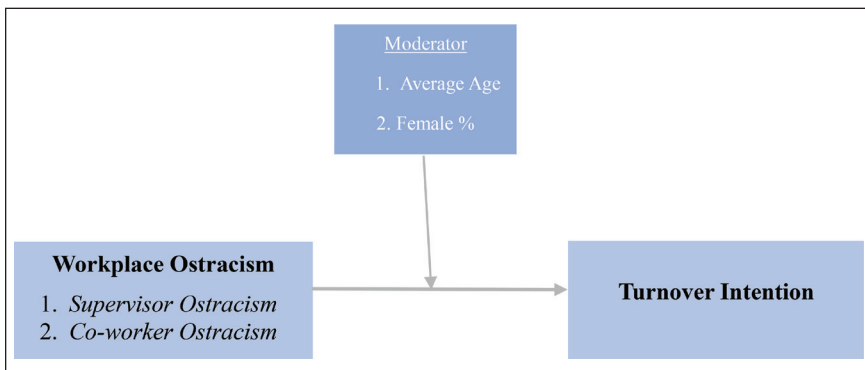 Moderator
1. Average Age
2. Female %
Workplace Ostracism
1. Supervisor Ostracism
2. Co-worker Ostracism
Turnover Intention